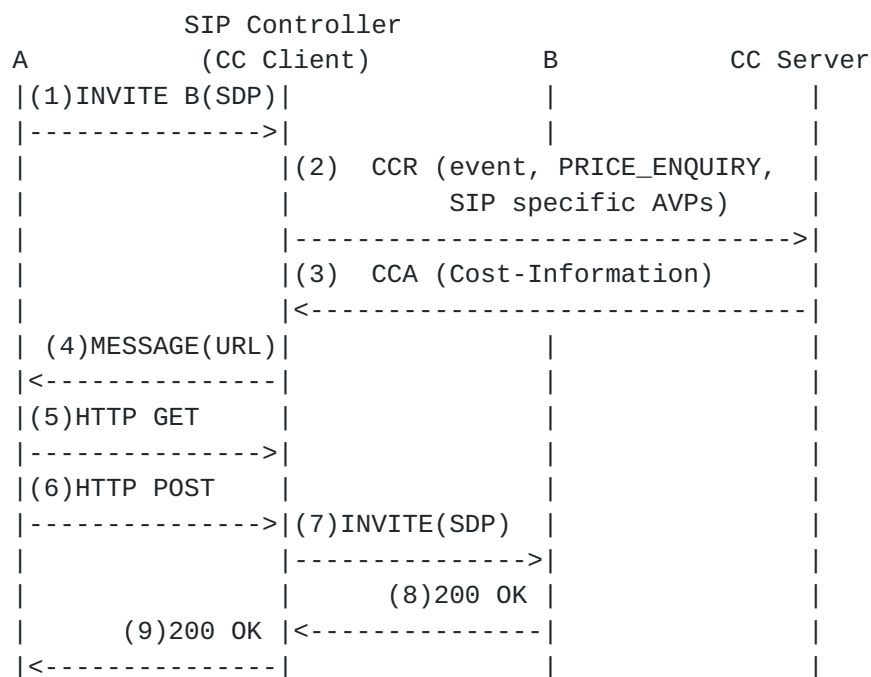 SIP Controller
A (CC Client) B CC Server
(1)INVITE B(SDP)
(2) CCR (event, PRICE_ENQUIRY,
SIP specific AVPs)
(3) CCA (Cost-Information)
(4)MESSAGE(URL)
(5)HTTP GET
(6)HTTP POST
(7)INVITE(SDP)
(8)200 OK
(9)200 OK